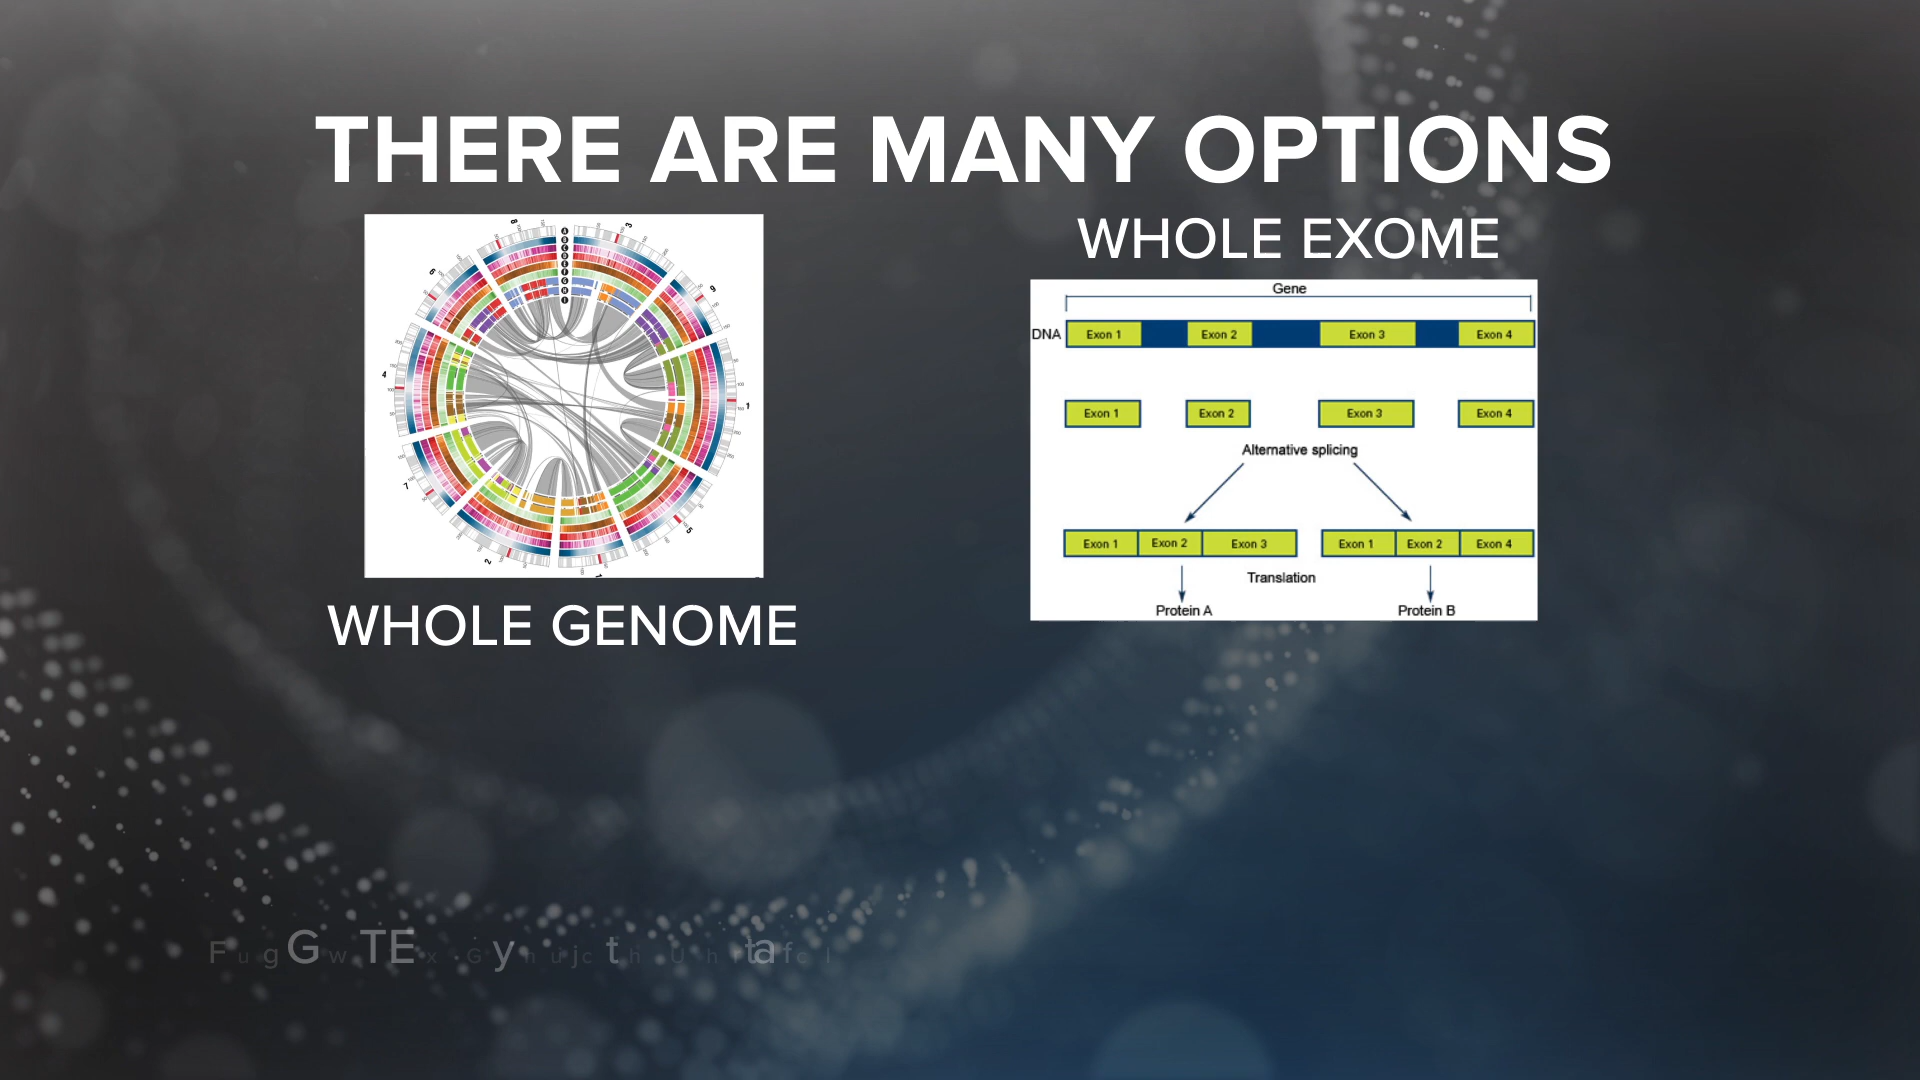 THERE ARE MANY OPTIONS
WHOLE GENOME
WHOLE EXOME
Gene
DNA Exon 1 Exon 2 Exon 3 Exon 4
Exon 1 Exon 2 Exon 3 Exon 4
Alternative splicing
Exon 1 Exon 2 Exon 3 Exon 1 Exon 2 Exon 4
Translation
Protein A Protein B